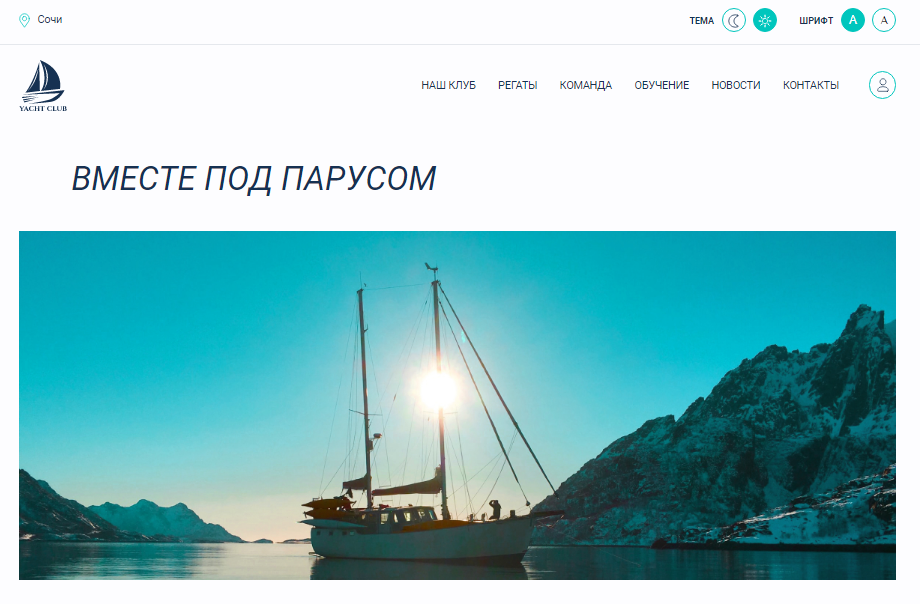 Сочи
ТЕМА ШРИФТ A A
YACHT CLUB
НАШ КЛУБ РЕГАТЫ КОМАНДА ОБУЧЕНИЕ НОВОСТИ КОНТАКТЫ
ВМЕСТЕ ПОД ПАРУСОМ